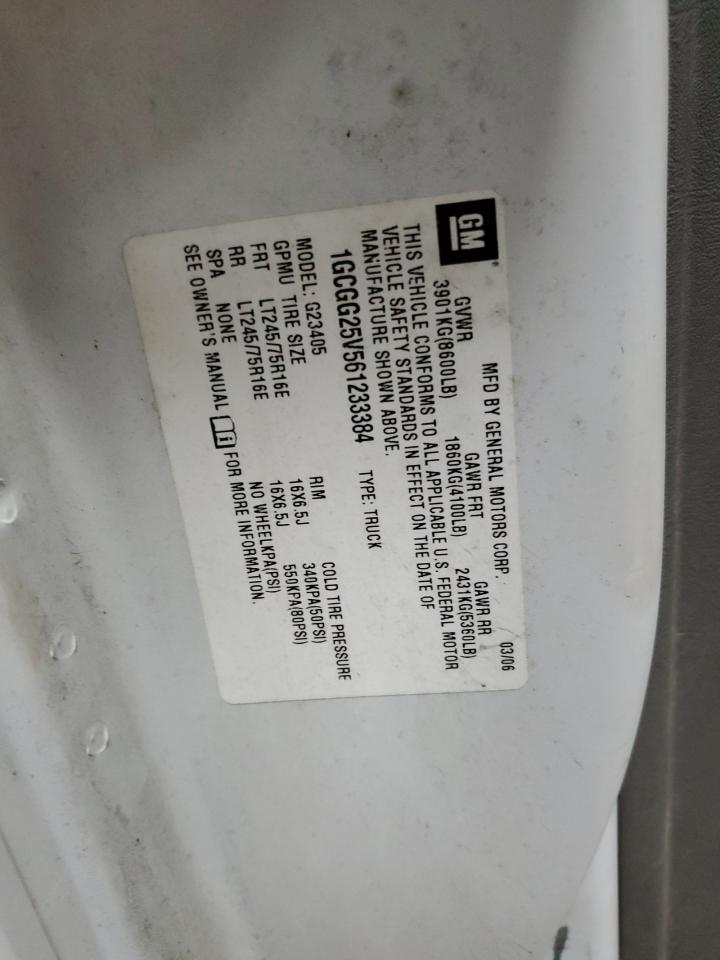 GM
MFD BY GENERAL MOTORS CORP. 03/06
GVWR GAWR FRT GAWR RR
3901KG(8600LB) 1860KG(4100LB) 2431KG(5360LB)
THIS VEHICLE CONFORMS TO ALL APPLICABLE U.S. FEDERAL MOTOR
VEHICLE SAFETY STANDARDS IN EFFECT ON THE DATE OF
MANUFACTURE SHOWN ABOVE.
1GCGG25V561233384 TYPE: TRUCK
MODEL: G23405
GPMU TIRE SIZE RIM COLD TIRE PRESSURE
FRT LT245/75R16E 16X6.5J 340KPA(50PSI)
RR LT245/75R16E 16X6.5J 550KPA(80PSI)
SPA NONE NO WHEELKPA(PSI)
SEE OWNER'S MANUAL i FOR MORE INFORMATION.